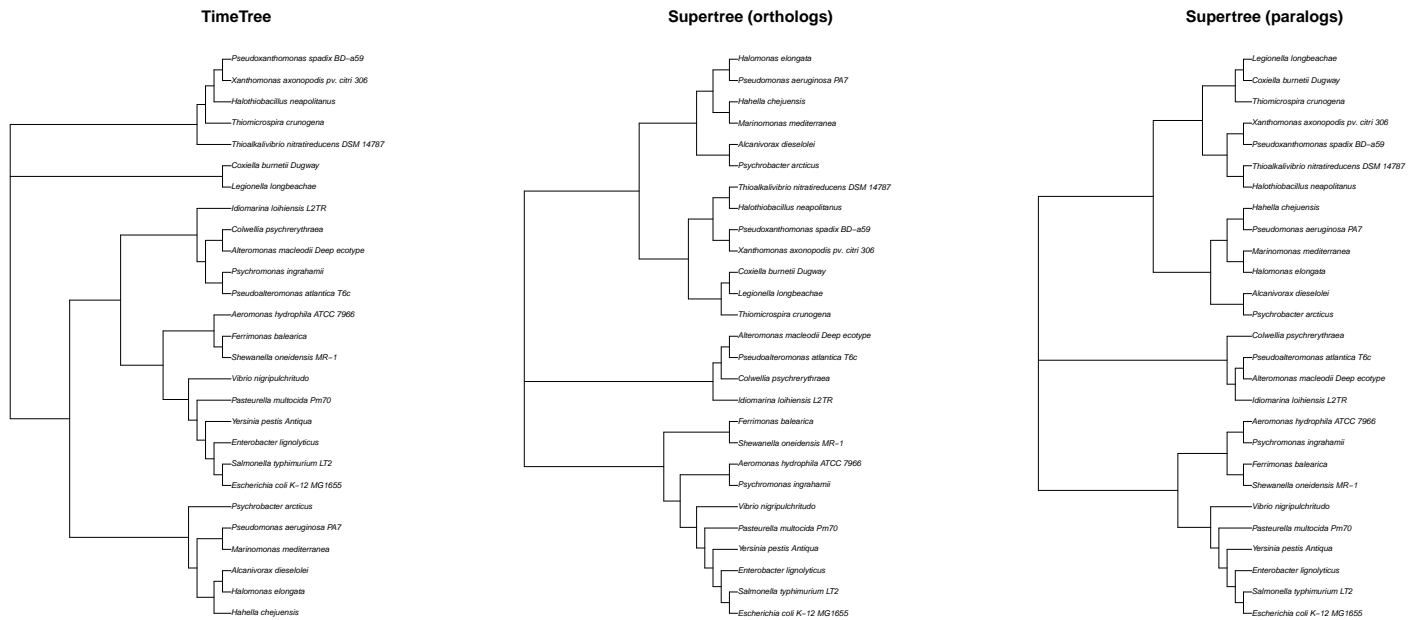 TimeTree
Pseudoxanthomonas spadix BD−a59
Xanthomonas axonopodis pv. citri 306
Halothiobacillus neapolitanus
Thiomicrospira crunogena
Thioalkalivibrio nitratireducens DSM 14787
Coxiella burnetii Dugway
Legionella longbeachae
Idiomarina loihiensis L2TR
Colwellia psychrerythraea
Alteromonas macleodii Deep ecotype
Psychromonas ingrahamii
Pseudoalteromonas atlantica T6c
Aeromonas hydrophila ATCC 7966
Ferrimonas balearica
Shewanella oneidensis MR−1
Vibrio nigripulchritudo
Pasteurella multocida Pm70
Yersinia pestis Antiqua
Enterobacter lignolyticus
Salmonella typhimurium LT2
Escherichia coli K−12 MG1655
Psychrobacter arcticus
Pseudomonas aeruginosa PA7
Marinomonas mediterranea
Alcanivorax dieselolei
Halomonas elongata
Hahella chejuensis
Supertree (orthologs)
Halomonas elongata
Pseudomonas aeruginosa PA7
Hahella chejuensis
Marinomonas mediterranea
Alcanivorax dieselolei
Psychrobacter arcticus
Thioalkalivibrio nitratireducens DSM 14787
Halothiobacillus neapolitanus
Pseudoxanthomonas spadix BD−a59
Xanthomonas axonopodis pv. citri 306
Coxiella burnetii Dugway
Legionella longbeachae
Thiomicrospira crunogena
Alteromonas macleodii Deep ecotype
Pseudoalteromonas atlantica T6c
Colwellia psychrerythraea
Idiomarina loihiensis L2TR
Ferrimonas balearica
Shewanella oneidensis MR−1
Aeromonas hydrophila ATCC 7966
Psychromonas ingrahamii
Vibrio nigripulchritudo
Pasteurella multocida Pm70
Yersinia pestis Antiqua
Enterobacter lignolyticus
Salmonella typhimurium LT2
Escherichia coli K−12 MG1655
Supertree (paralogs)
Legionella longbeachae
Coxiella burnetii Dugway
Thiomicrospira crunogena
Xanthomonas axonopodis pv. citri 306
Pseudoxanthomonas spadix BD−a59
Thioalkalivibrio nitratireducens DSM 14787
Halothiobacillus neapolitanus
Hahella chejuensis
Pseudomonas aeruginosa PA7
Marinomonas mediterranea
Halomonas elongata
Alcanivorax dieselolei
Psychrobacter arcticus
Colwellia psychrerythraea
Pseudoalteromonas atlantica T6c
Alteromonas macleodii Deep ecotype
Idiomarina loihiensis L2TR
Aeromonas hydrophila ATCC 7966
Psychromonas ingrahamii
Ferrimonas balearica
Shewanella oneidensis MR−1
Vibrio nigripulchritudo
Pasteurella multocida Pm70
Yersinia pestis Antiqua
Enterobacter lignolyticus
Salmonella typhimurium LT2
Escherichia coli K−12 MG1655